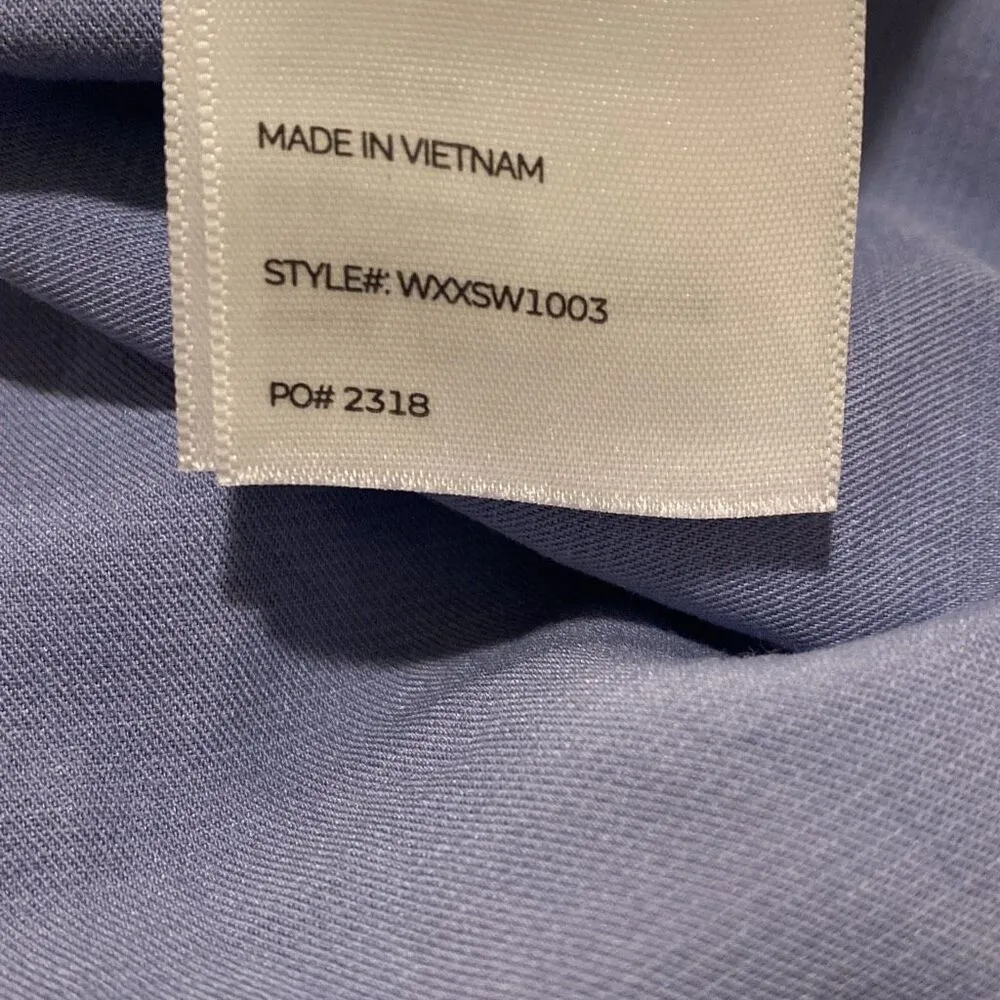 MADE IN VIETNAM
STYLE#: WXXSW1003
PO# 2318